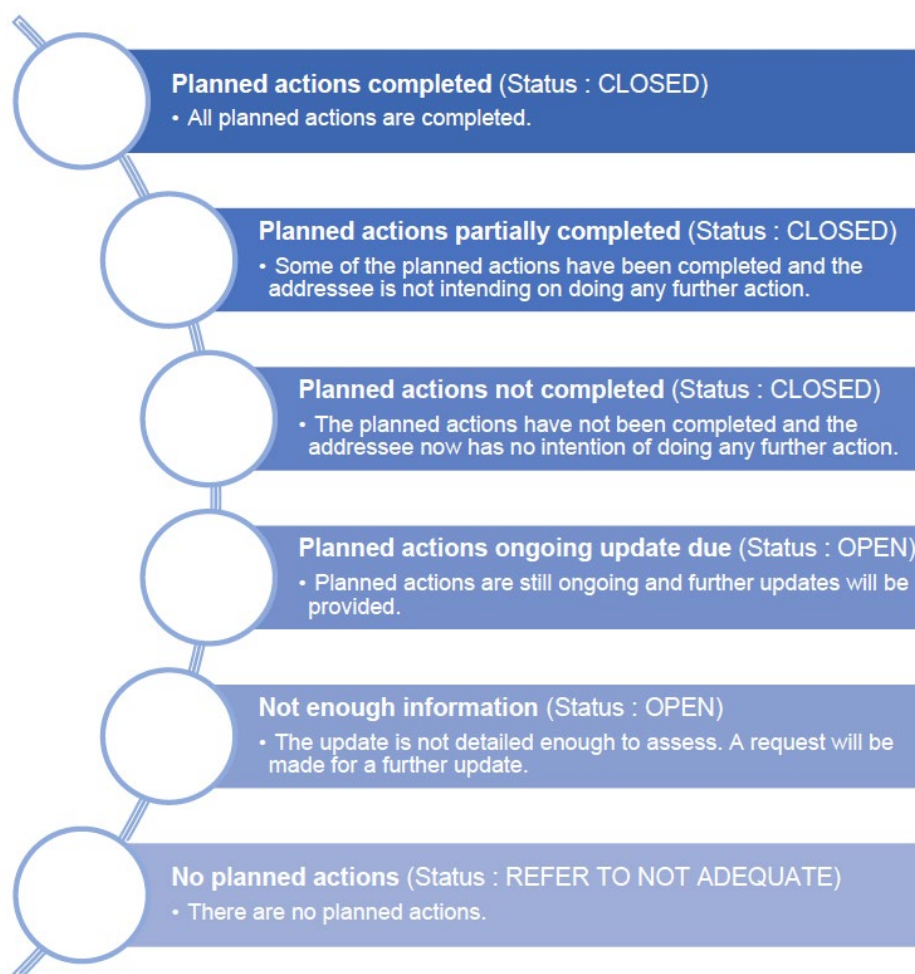 Planned actions completed (Status : CLOSED)
• All planned actions are completed.
Planned actions partially completed (Status : CLOSED)
• Some of the planned actions have been completed and the
addressee is not intending on doing any further action.
Planned actions not completed (Status : CLOSED)
• The planned actions have not been completed and the
addressee now has no intention of doing any further action.
Planned actions ongoing update due (Status : OPEN)
• Planned actions are still ongoing and further updates will be
provided.
Not enough information (Status : OPEN)
• The update is not detailed enough to assess. A request will be
made for a further update.
No planned actions (Status : REFER TO NOT ADEQUATE)
• There are no planned actions.